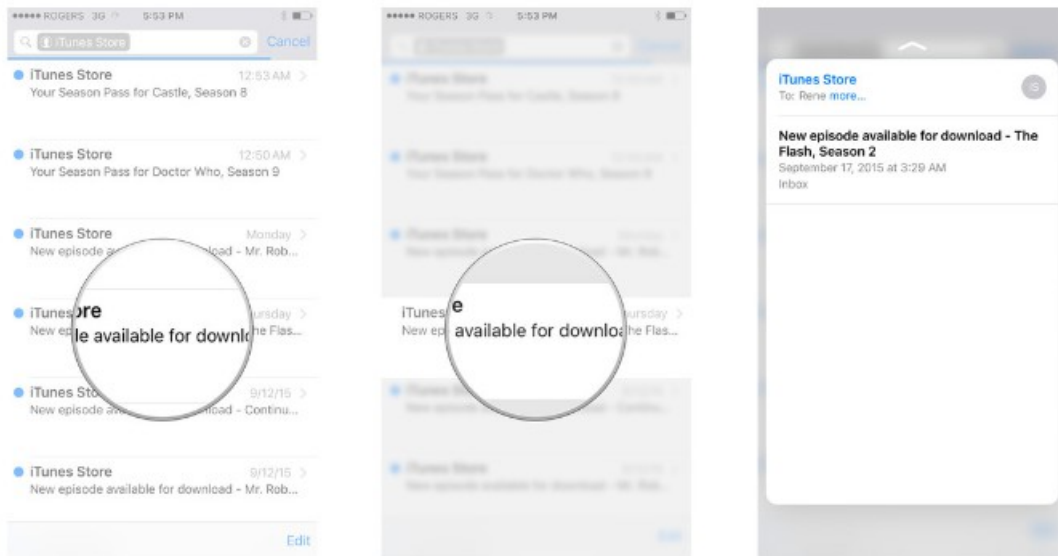 ROGERS 3G 5:53 PM
iTunes Store Cancel
iTunes Store 12:53 AM
Your Season Pass for Castle, Season 8
iTunes Store 12:50 AM
Your Season Pass for Doctor Who, Season 9
iTunes Store Monday
New episode load - Mr. Rob...
iTunes ore ursday
New ep le available for downlo he Flas...
iTunes Sto 9/12/15
New episode ava load - Continu...
iTunes Store 9/12/15
New episode available for download - Mr. Rob...
Edit
ROGERS 3G 5:53 PM
iTunes e ursday
New ep available for downloa he Flas...
iTunes Store
IS
To: Rene more...
New episode available for download - The
Flash, Season 2
September 17, 2015 at 3:29 AM
Inbox